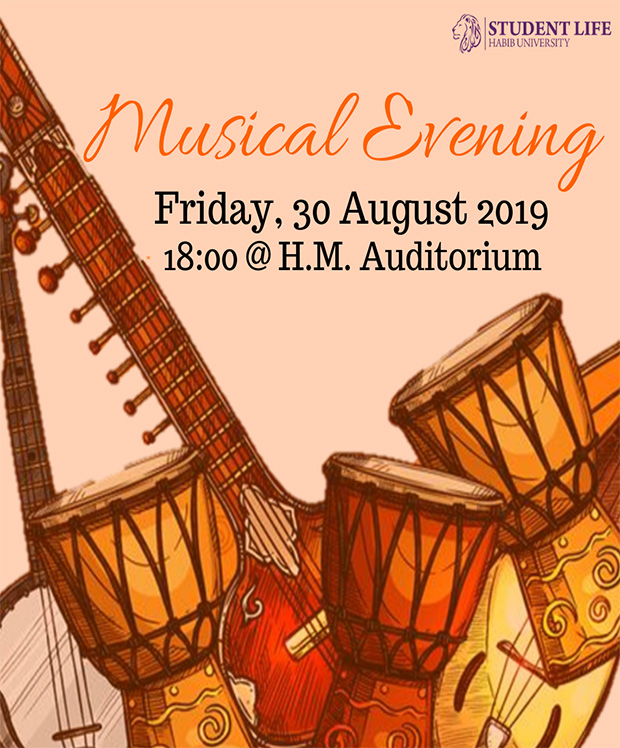 STUDENT LIFE
HABIB UNIVERSITY
Musical Evening
Friday, 30 August 2019
18:00 @ H.M. Auditorium